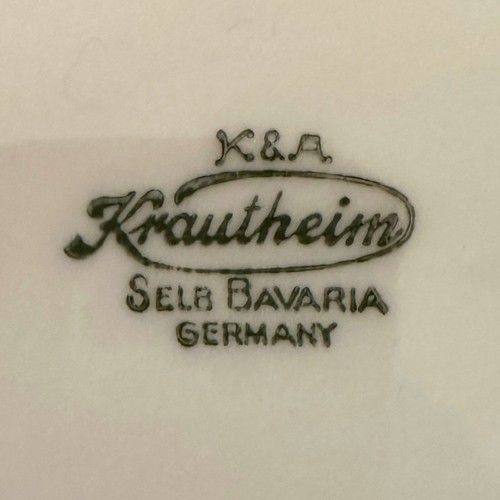 K&A
Krautheim
SELB BAVARIA
GERMANY